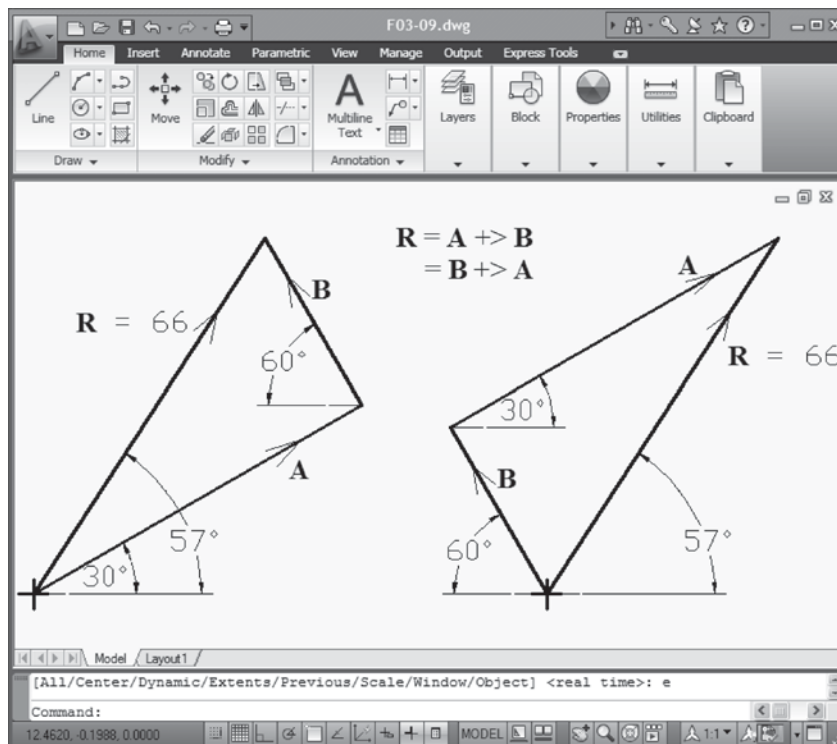 F03-09.dwg
Home Insert Annotate Parametric View Manage Output Express Tools
Line Move Multiline Text Layers Block Properties Utilities Clipboard
Draw Modify Annotation
R = A +> B
= B +> A
B
A
R = 66
60°
R = 66
30°
A
B
57°
30°
60°
57°
Model Layout1
[All/Center/Dynamic/Extents/Previous/Scale/Window/Object] <real time>: e
Command:
12.4620, -0.1988, 0.0000 MODEL 1:1